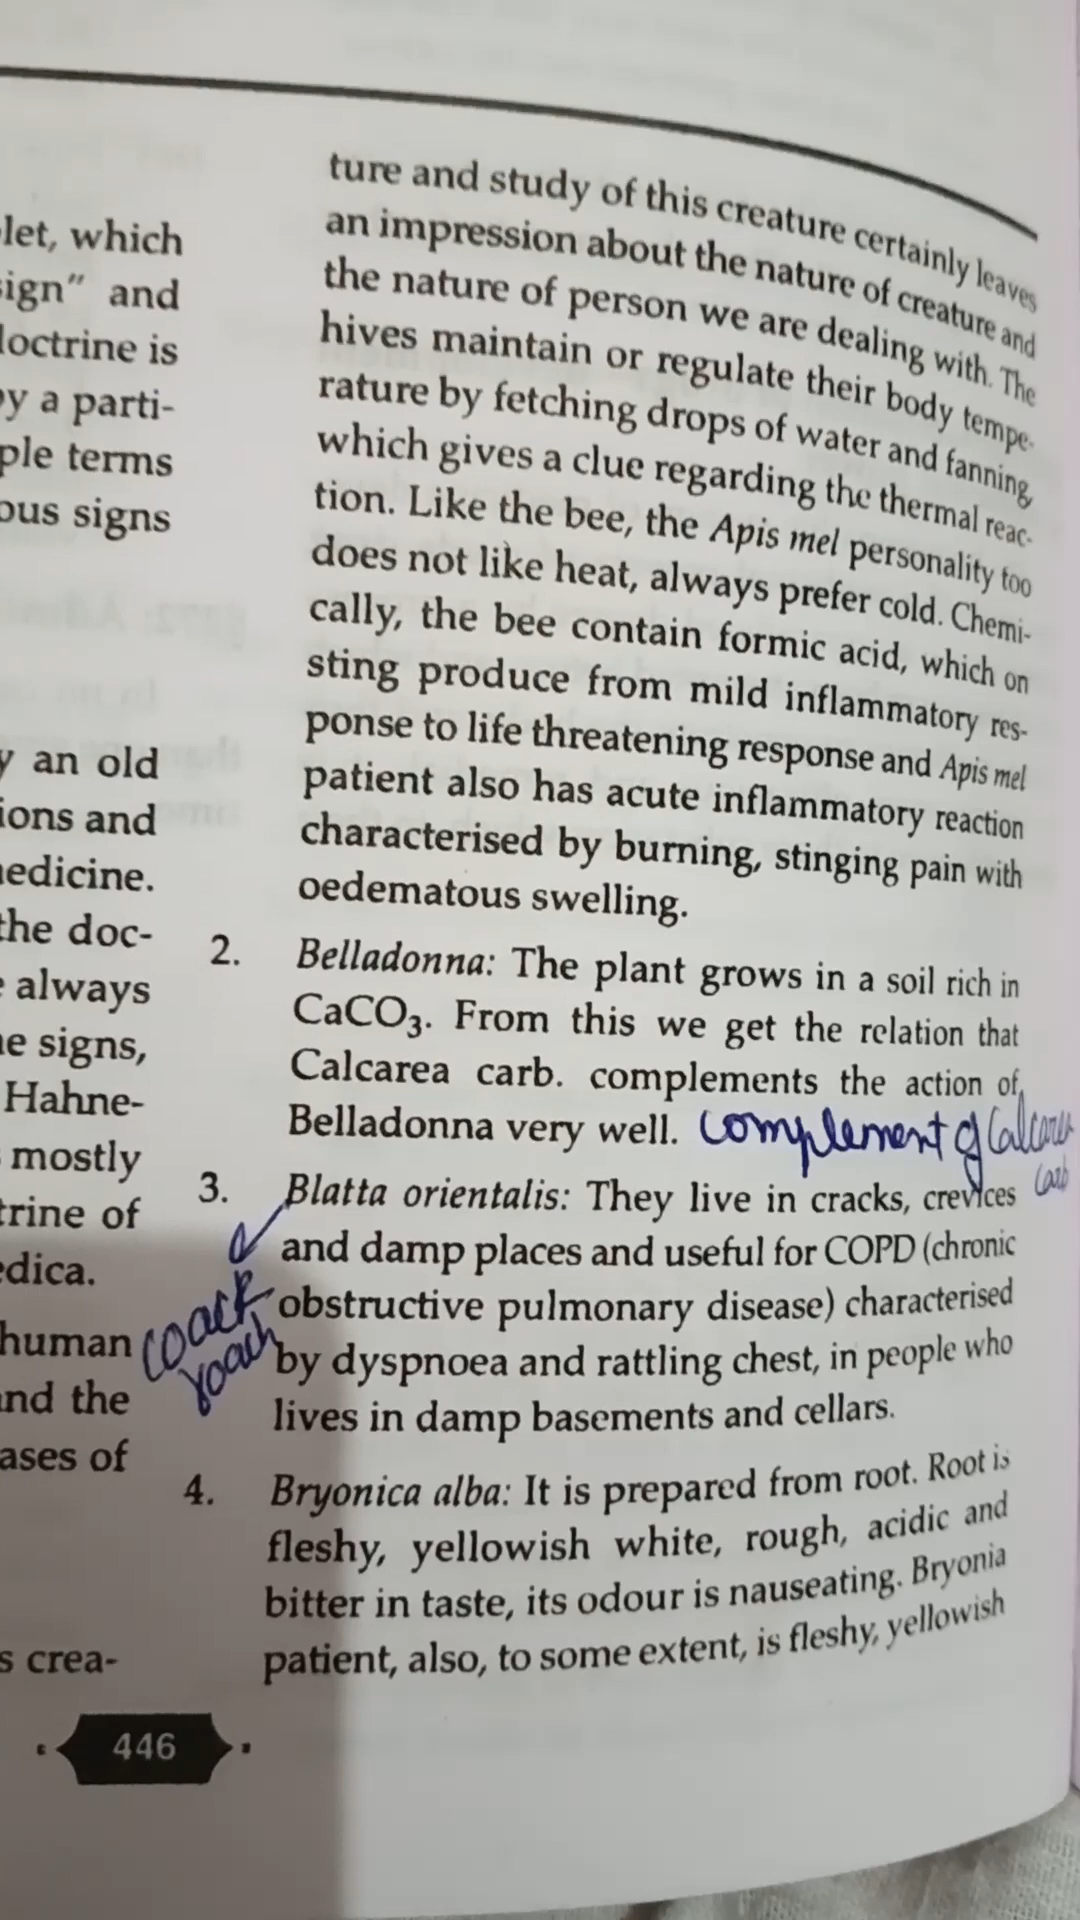 let, which
ign" and
doctrine is
y a parti-
ple terms
ous signs
y an old
ions and
medicine.
the doc-
always
e signs,
Hahne-
mostly
trine of
edica.
human
and the
ases of
s crea-
ture and study of this creature certainly leaves
an impression about the nature of creature and
the nature of person we are dealing with. The
hives maintain or regulate their body tempe-
rature by fetching drops of water and fanning,
which gives a clue regarding the thermal reac-
tion. Like the bee, the Apis mel personality too
does not like heat, always prefer cold. Chemi-
cally, the bee contain formic acid, which on
sting produce from mild inflammatory res-
ponse to life threatening response and Apis mel
patient also has acute inflammatory reaction
characterised by burning, stinging pain with
oedematous swelling.
2. Belladonna: The plant grows in a soil rich in
CaCO3. From this we get the relation that
Calcarea carb. complements the action of
Belladonna very well. complement of Calcarea
carb
3. Blatta orientalis: They live in cracks, crevices
and damp places and useful for COPD (chronic
obstructive pulmonary disease) characterised
by dyspnoea and rattling chest, in people who
lives in damp basements and cellars.
coack
roach
4. Bryonica alba: It is prepared from root. Root is
fleshy, yellowish white, rough, acidic and
bitter in taste, its odour is nauseating. Bryonia
patient, also, to some extent, is fleshy, yellowish
446